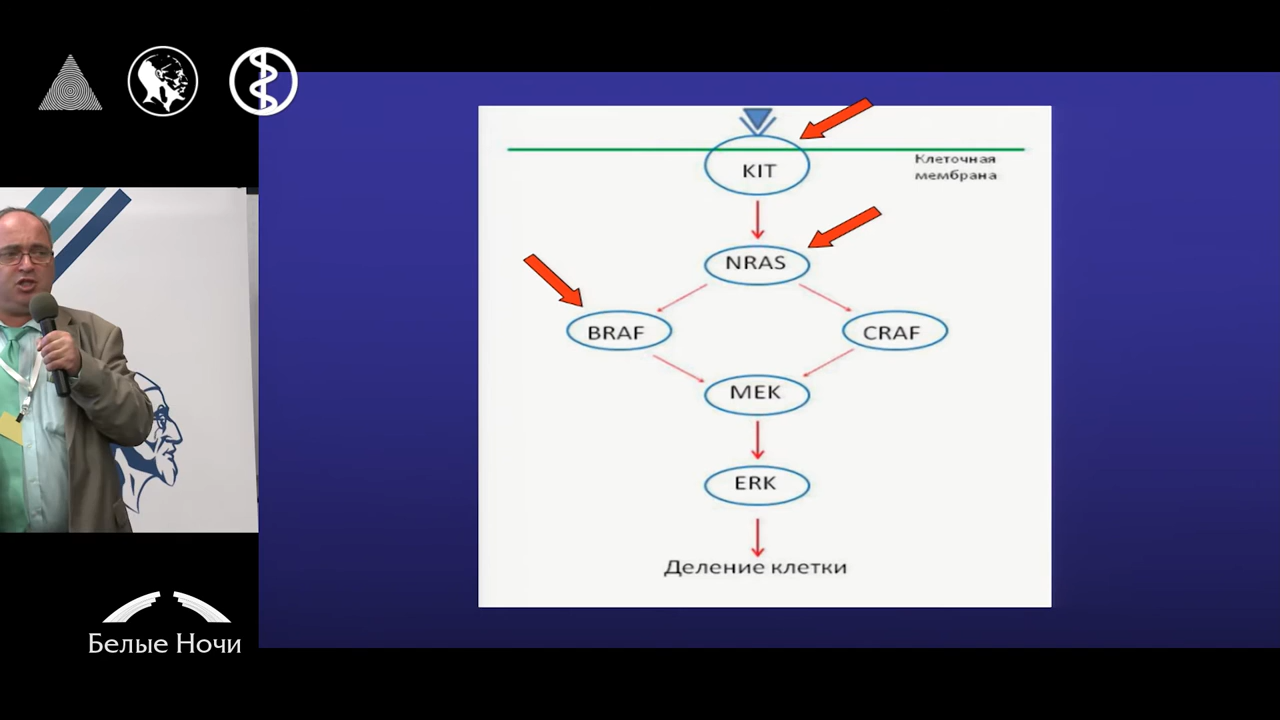 KIT
Клеточная
мембрана
NRAS
BRAF
CRAF
MEK
ERK
Деление клетки
Белые Ночи